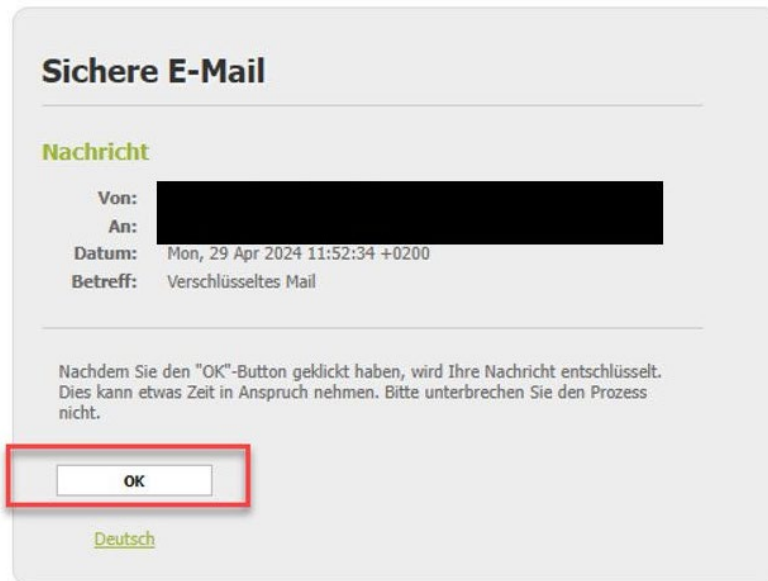 Sichere E-Mail
Nachricht
Von:
An:
Datum: Mon, 29 Apr 2024 11:52:34 +0200
Betreff: Verschlüsseltes Mail
Nachdem Sie den "OK"-Button geklickt haben, wird Ihre Nachricht entschlüsselt.
Dies kann etwas Zeit in Anspruch nehmen. Bitte unterbrechen Sie den Prozess
nicht.
OK
Deutsch